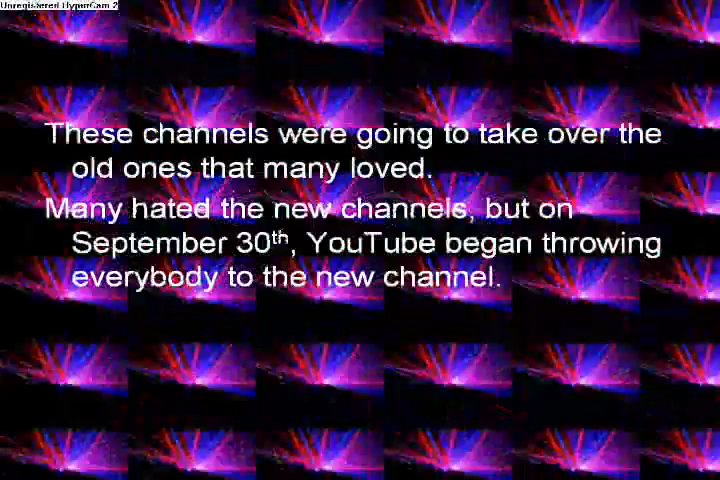 Unregistered HyperCam 2
These channels were going to take over the
old ones that many loved.
Many hated the new channels, but on
September 30th, YouTube began throwing
everybody to the new channel.